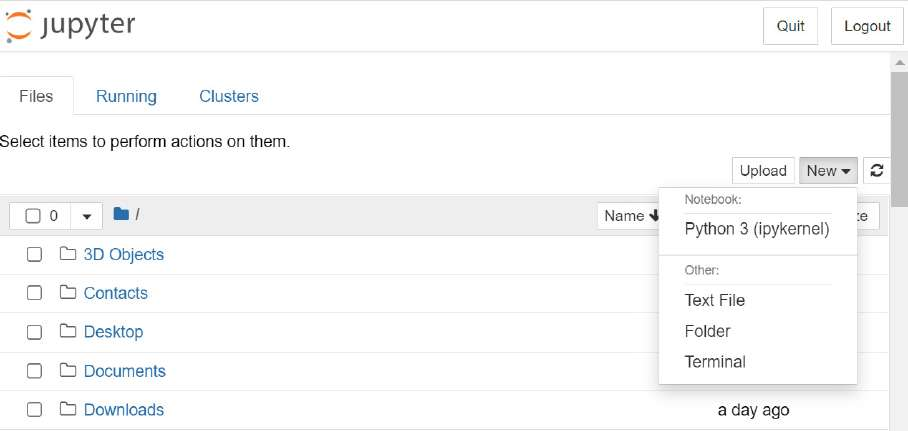 jupyter
Quit Logout
Files Running Clusters
Select items to perform actions on them.
Upload New
0 / Name
Notebook:
Python 3 (ipykernel)
3D Objects
Other:
Contacts
Text File
Desktop
Folder
Documents
Terminal
Downloads a day ago